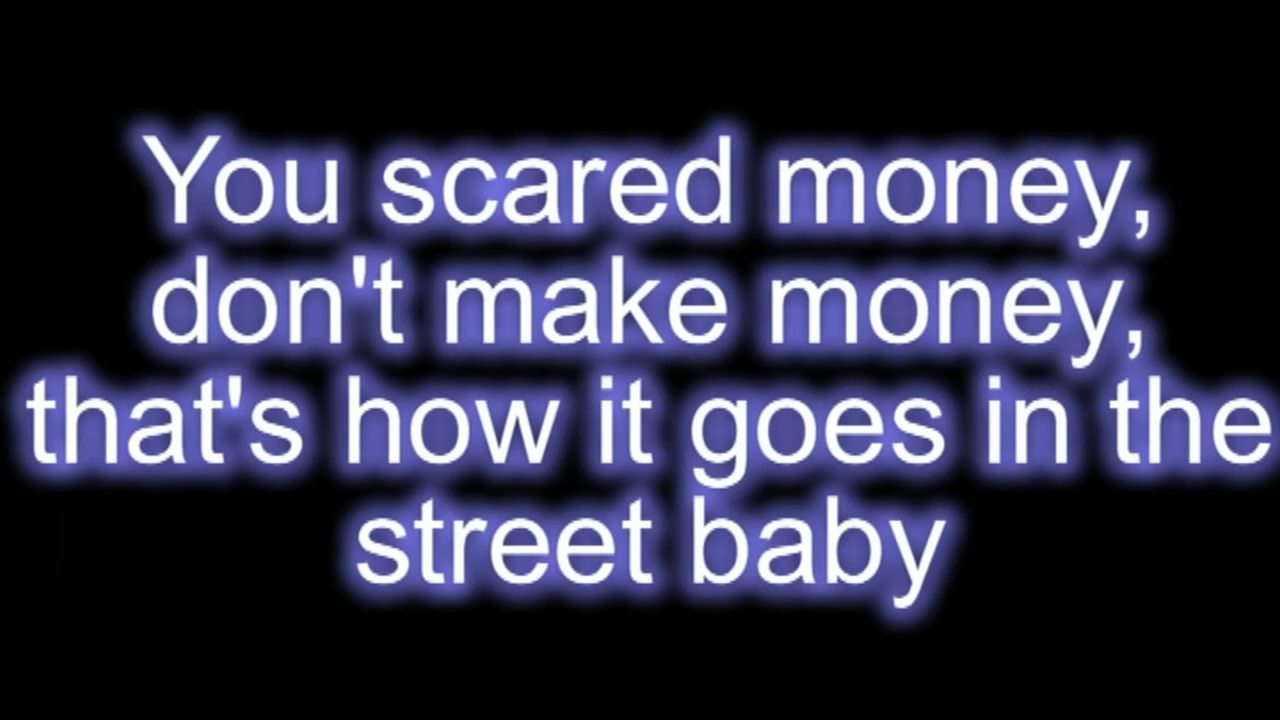 You scared money,
don't make money,
that's how it goes in the
street baby